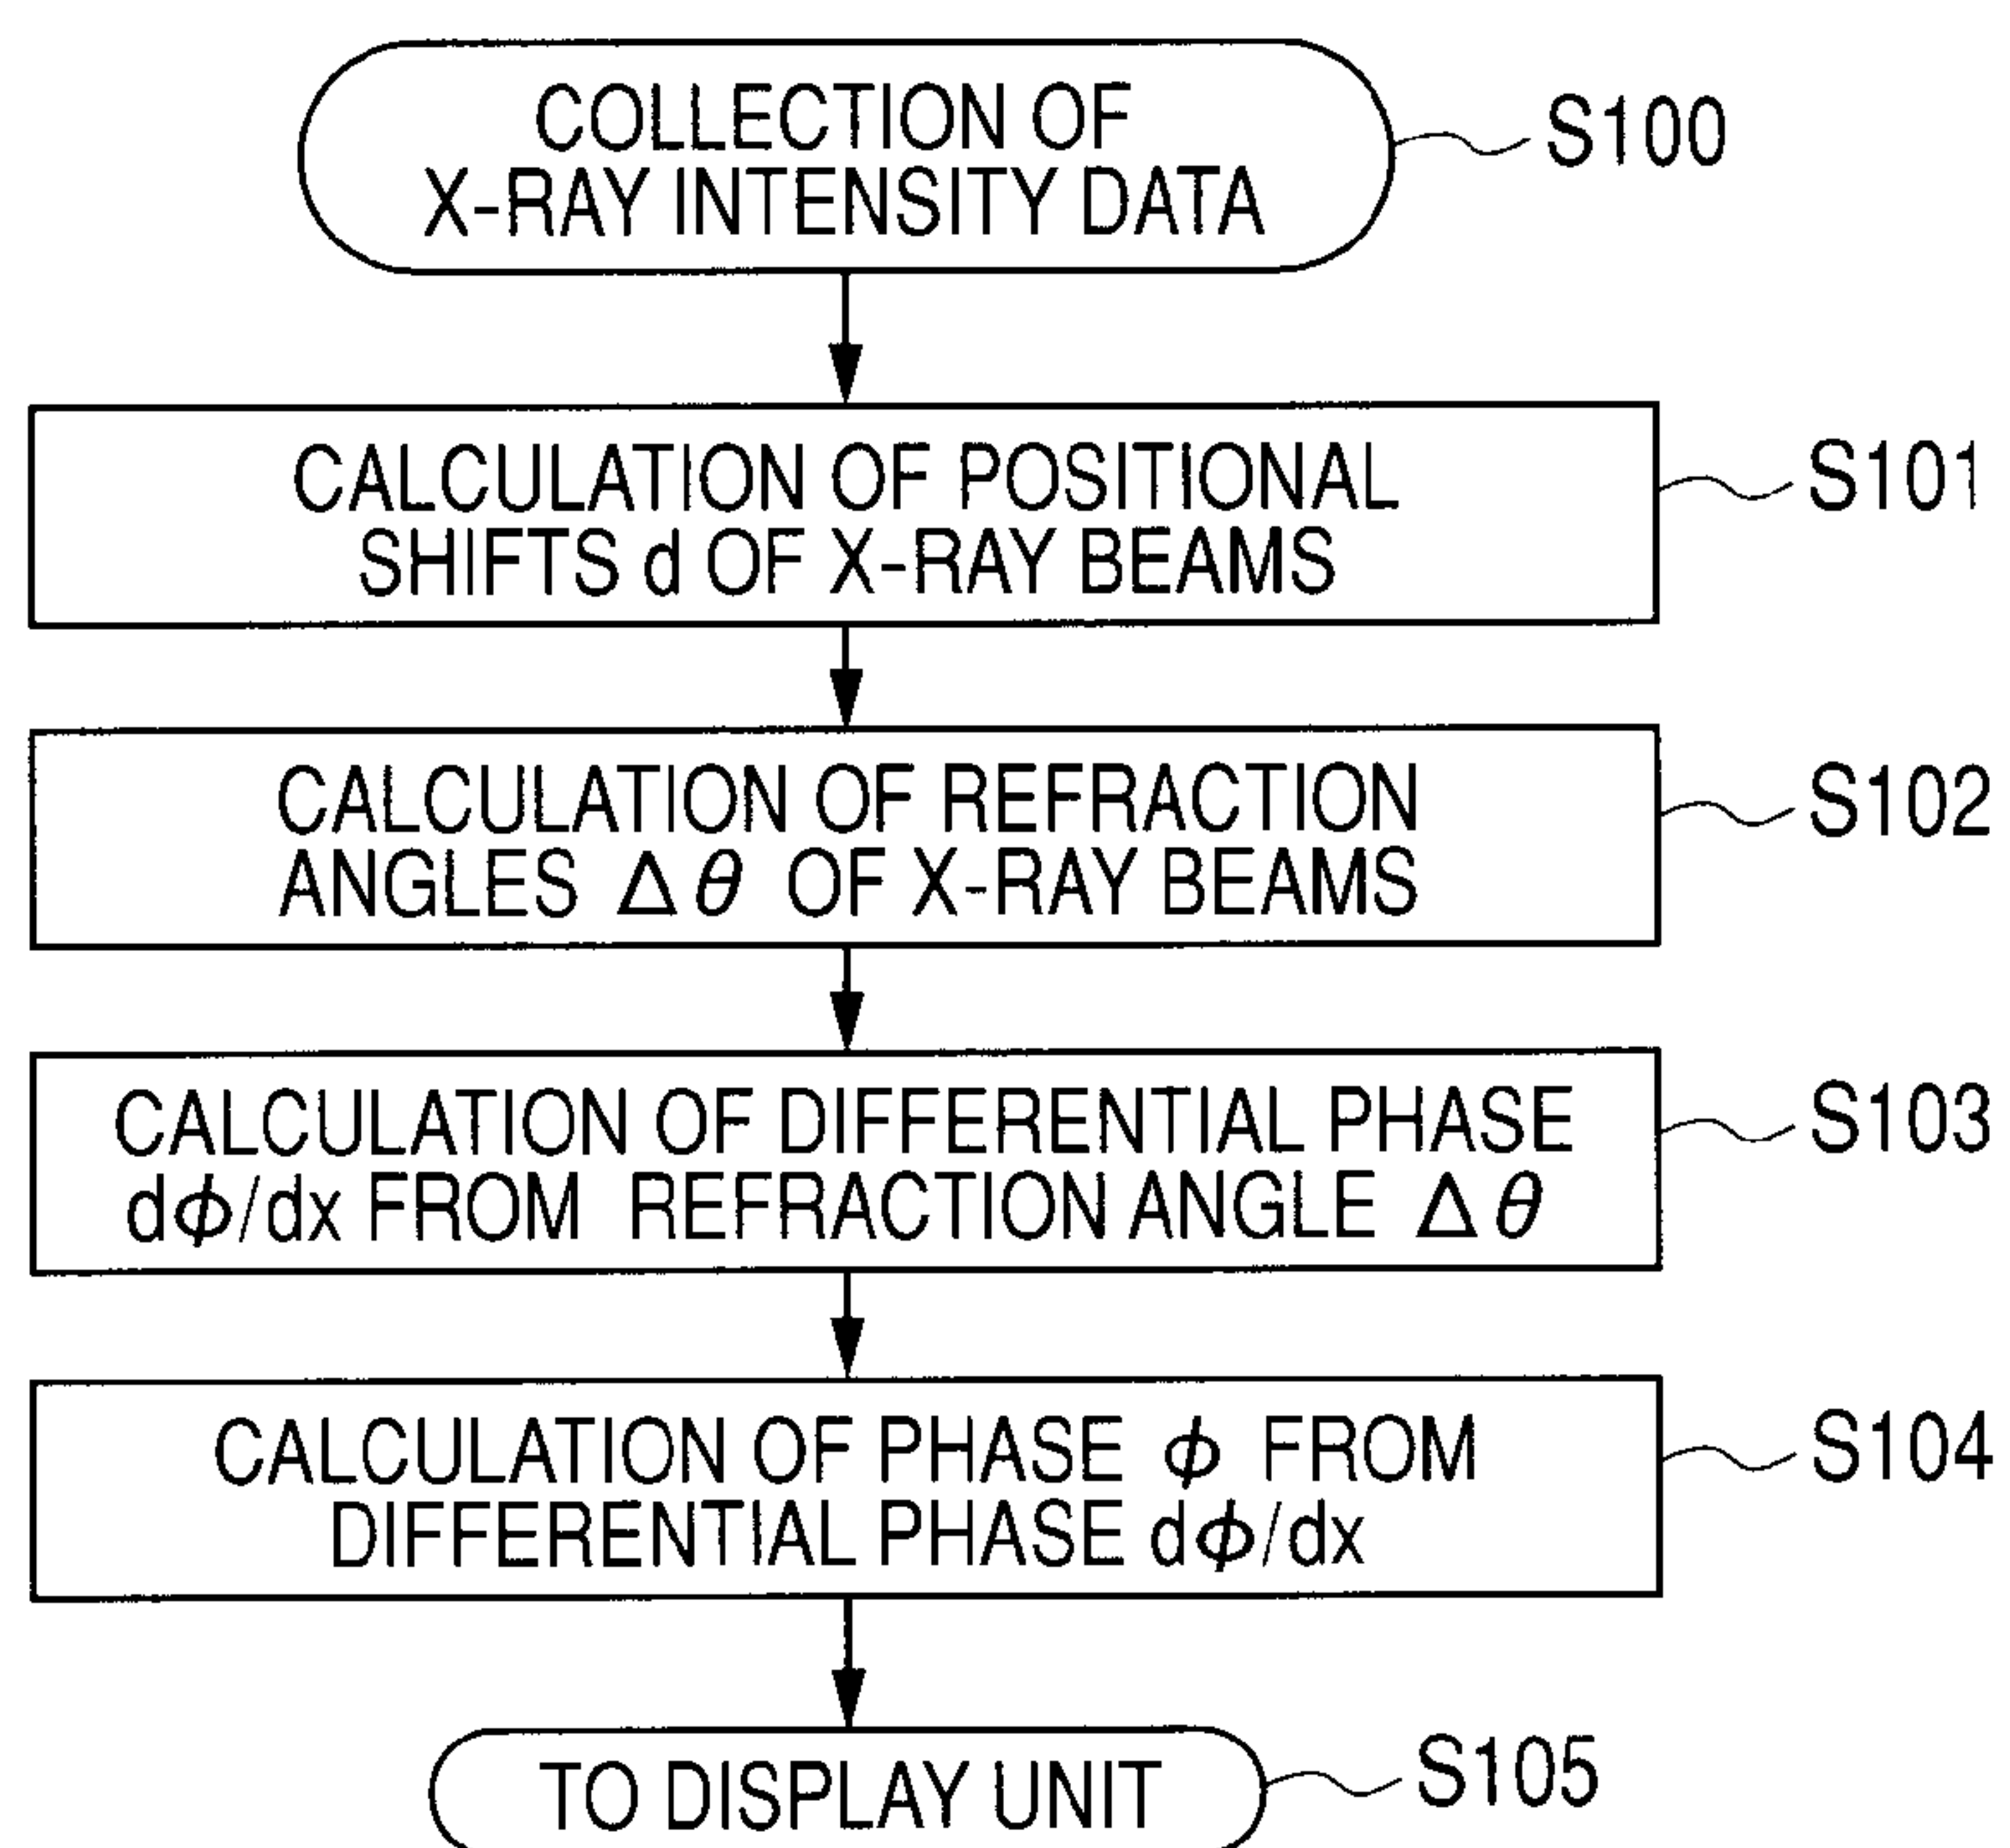 COLLECTION OF
X-RAY INTENSITY DATA
S100
CALCULATION OF POSITIONAL
SHIFTS d OF X-RAY BEAMS
S101
CALCULATION OF REFRACTION
ANGLES Δθ OF X-RAY BEAMS
S102
CALCULATION OF DIFFERENTIAL PHASE
dϕ/dx FROM REFRACTION ANGLE Δθ
S103
CALCULATION OF PHASE ϕ FROM
DIFFERENTIAL PHASE dϕ/dx
S104
TO DISPLAY UNIT
S105